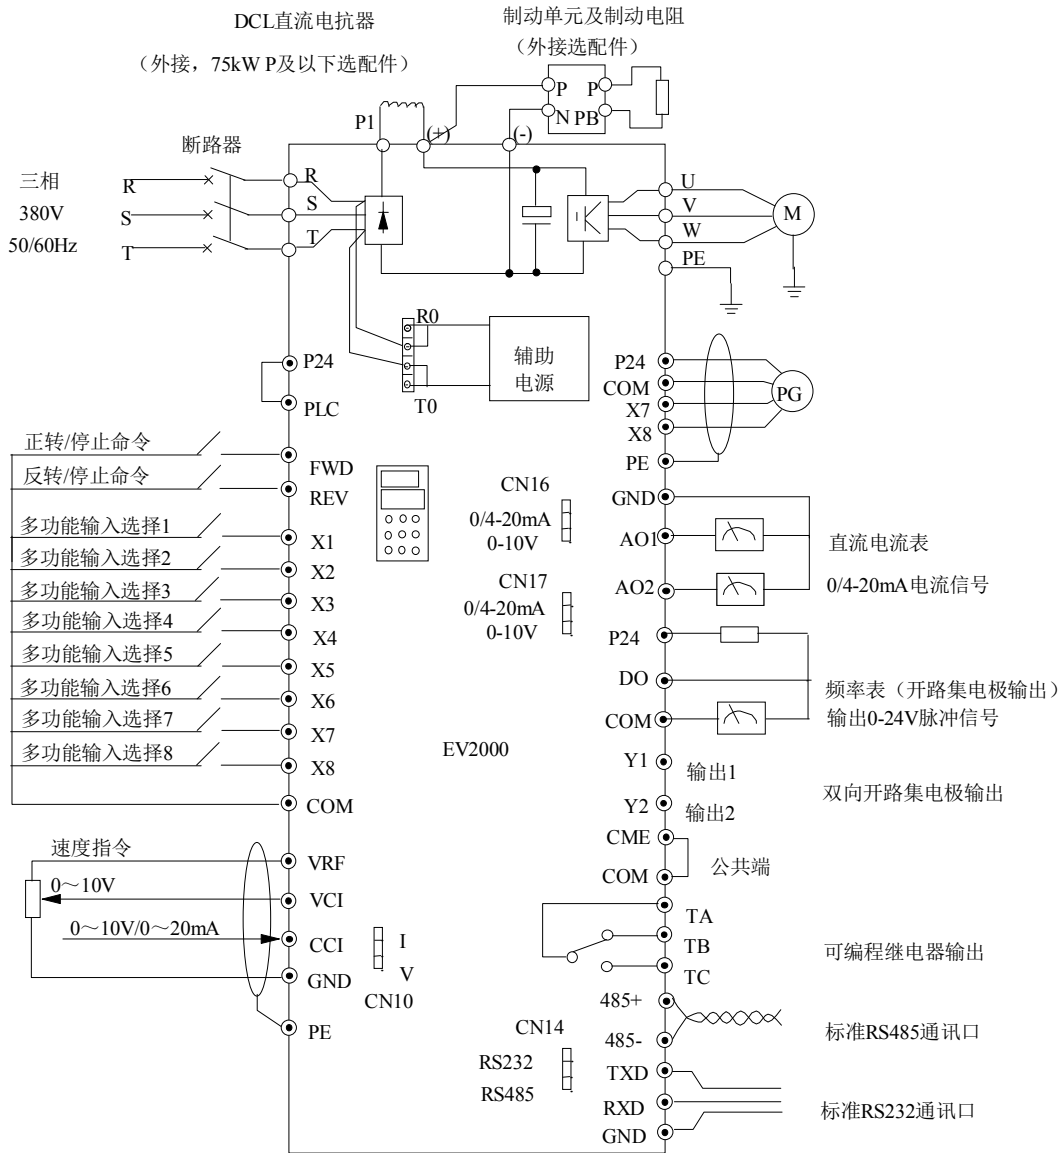 DCL直流电抗器
（外接，75kW P及以下选配件）
制动单元及制动电阻
（外接选配件）
P P
N PB
P1
(+)
(-)
断路器
三相
380V
50/60Hz
R
S
T
R
S
T
U
V
W
PE
M
R0
T0
辅助
电源
P24
PLC
正转/停止命令
FWD
反转/停止命令
REV
多功能输入选择1
X1
多功能输入选择2
X2
多功能输入选择3
X3
多功能输入选择4
X4
多功能输入选择5
X5
多功能输入选择6
X6
多功能输入选择7
X7
多功能输入选择8
X8
COM
速度指令
VRF
0～10V
VCI
0～10V/0～20mA
CCI
GND
PE
I
V
CN10
CN16
0/4-20mA
0-10V
CN17
0/4-20mA
0-10V
EV2000
CN14
RS232
RS485
P24
COM
X7
X8
PE
PG
GND
AO1
AO2
直流电流表
0/4-20mA电流信号
P24
DO
COM
频率表（开路集电极输出）
输出0-24V脉冲信号
Y1
输出1
Y2
输出2
双向开路集电极输出
CME
COM
公共端
TA
TB
TC
可编程继电器输出
485+
485-
标准RS485通讯口
TXD
RXD
GND
标准RS232通讯口